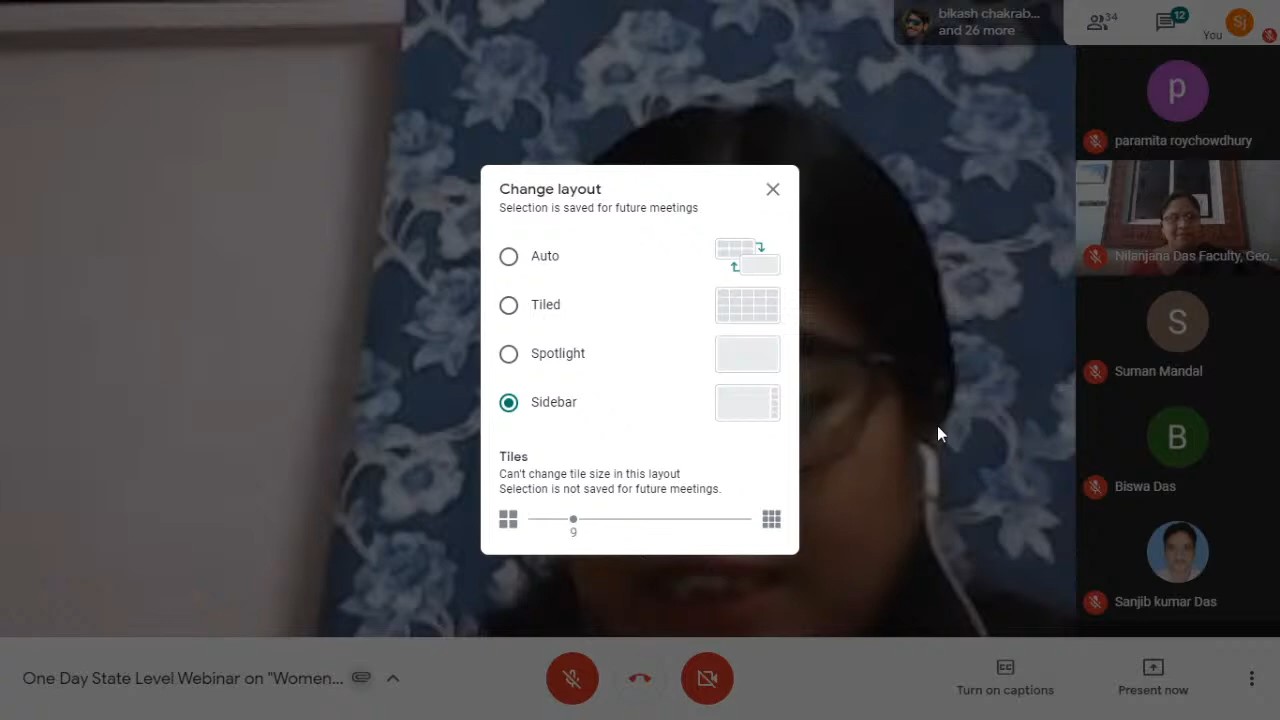 bikash chakrab...
and 26 more
34
12
You
Sj
p
paramita roychowdhury
Change layout
Selection is saved for future meetings
Auto
Tiled
Spotlight
Sidebar
Tiles
Can't change tile size in this layout
Selection is not saved for future meetings.
9
Nilanjana Das Faculty, Geo...
S
Suman Mandal
B
Biswa Das
Sanjib kumar Das
One Day State Level Webinar on "Women...
CC
Turn on captions
Present now